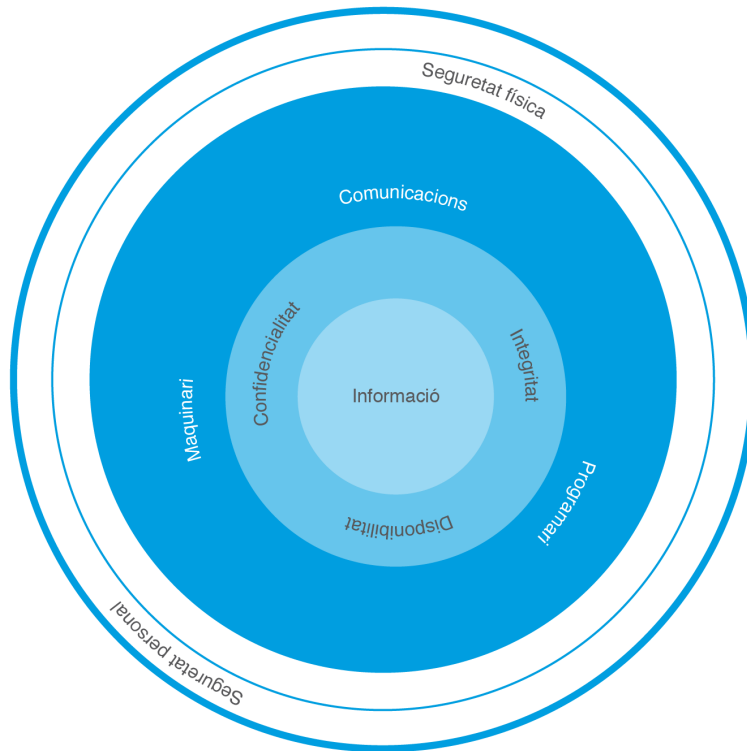 Seguretat física
Comunicacions
Confidencialitat
Integritat
Informació
Maquinari
Programari
Disponibilitat
Seguretat personal